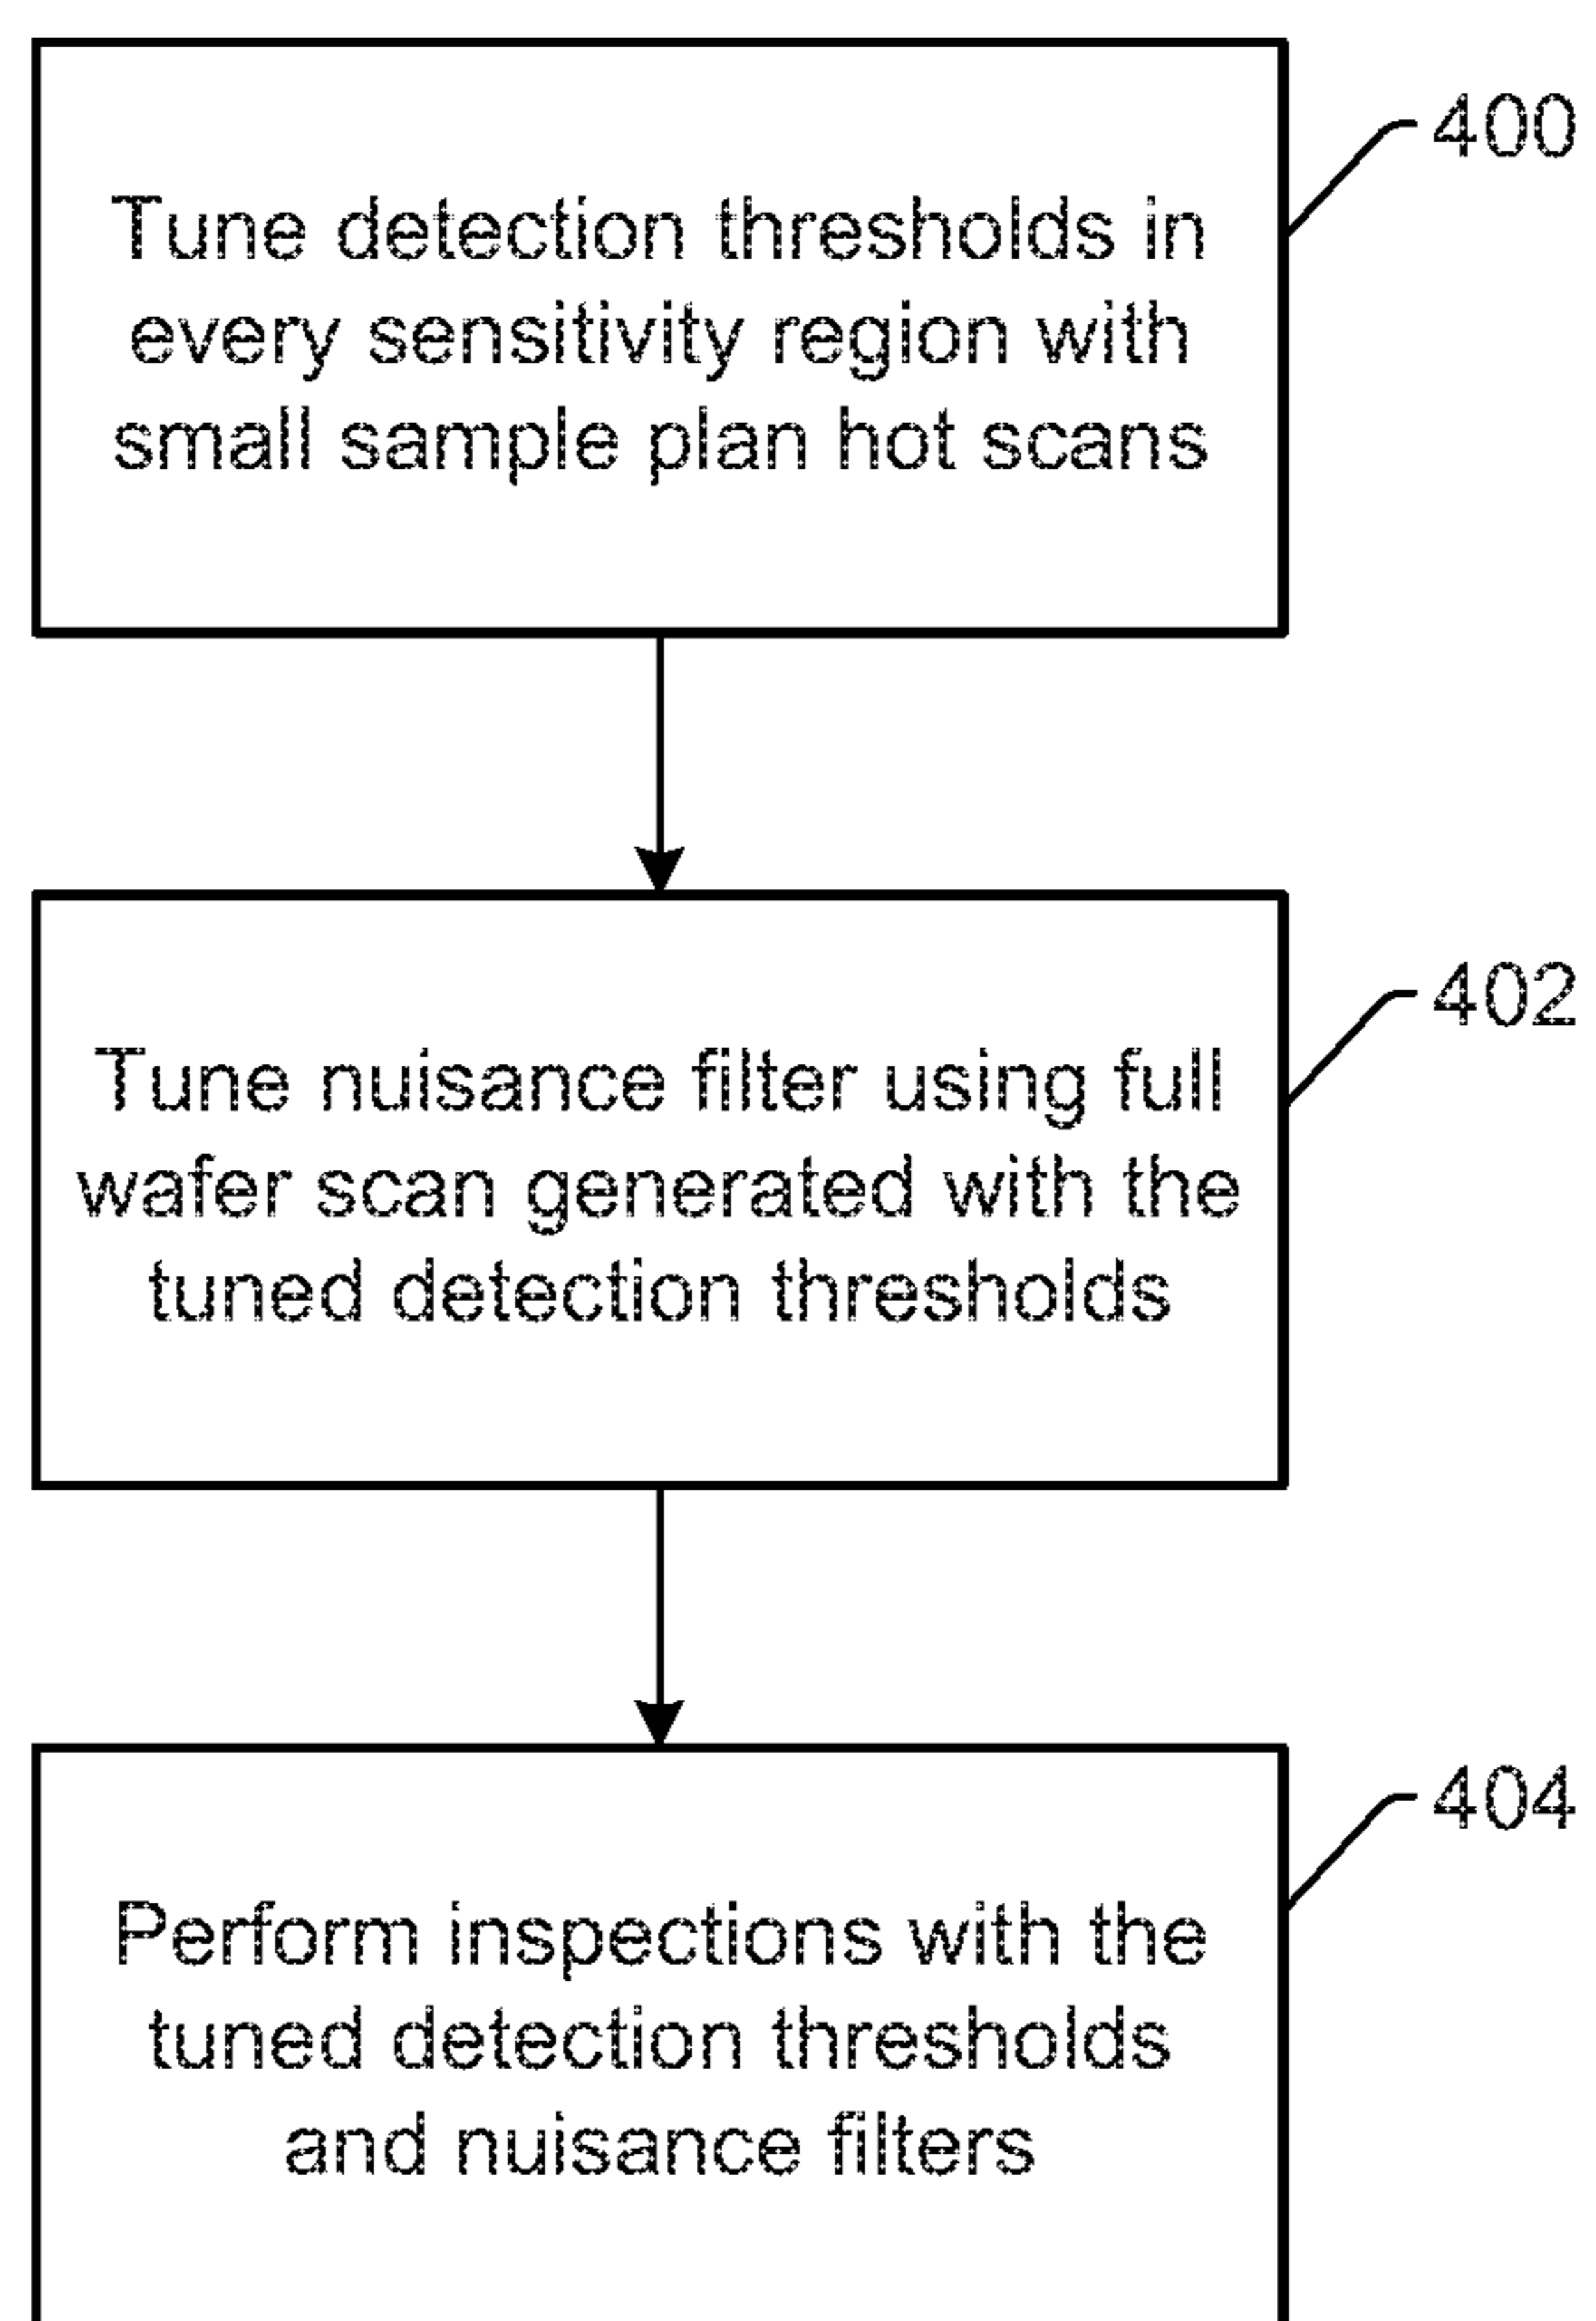 Tune detection thresholds in
every sensitivity region with
small sample plan hot scans
400
Tune nuisance filter using full
wafer scan generated with the
tuned detection thresholds
402
Perform inspections with the
tuned detection thresholds
and nuisance filters
404